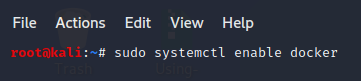 File Actions Edit View Help
root@kali:~# sudo systemctl enable docker